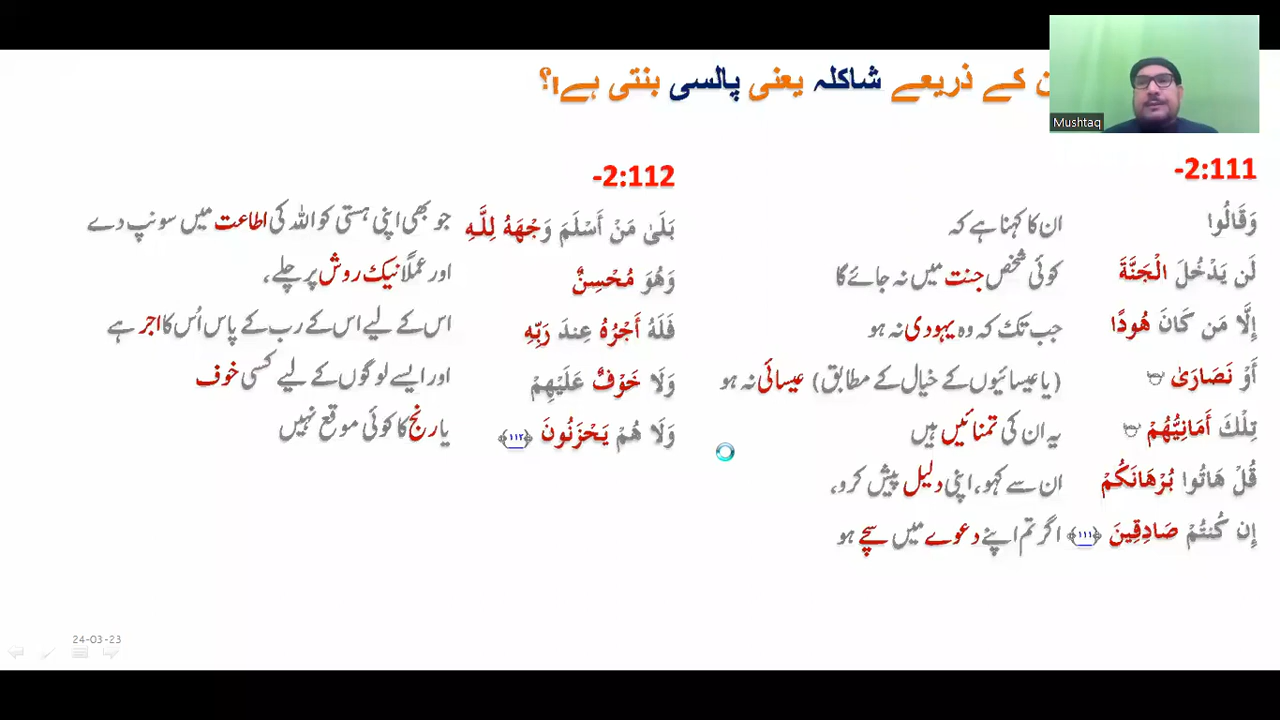 کے ذریعے شاکلہ یعنی پالسی بنتی ہے!؟
Mushtaq
-2:111
وَقَالُوا ان کا کہنا ہے کہ
لَن يَدْخُلَ الْجَنَّةَ کوئی شخص جنت میں نہ جائے گا
إِلَّا مَن كَانَ هُودًا جب تک کہ وہ یہودی نہ ہو
أَوْ نَصَارَىٰ ۗ (یا عیسائیوں کے خیال کے مطابق) عیسائی نہ ہو
تِلْكَ أَمَانِيُّهُمْ ۗ یہ ان کی تمنائیں ہیں
قُلْ هَاتُوا بُرْهَانَكُمْ ان سے کہو، اپنی دلیل پیش کرو،
إِن كُنتُمْ صَادِقِينَ ﴿١١١﴾ اگر تم اپنے دعوے میں سچے ہو
-2:112
بَلَىٰ مَنْ أَسْلَمَ وَجْهَهُ لِلَّـهِ جو بھی اپنی ہستی کو اللہ کی اطاعت میں سونپ دے
وَهُوَ مُحْسِنٌ اور عملاً نیک روش پر چلے،
فَلَهُ أَجْرُهُ عِندَ رَبِّهِ اس کے لیے اس کے رب کے پاس اُس کا اجر ہے
وَلَا خَوْفٌ عَلَيْهِمْ اور ایسے لوگوں کے لیے کسی خوف
وَلَا هُمْ يَحْزَنُونَ ﴿١١٢﴾ یا رنج کا کوئی موقع نہیں
24-03-23